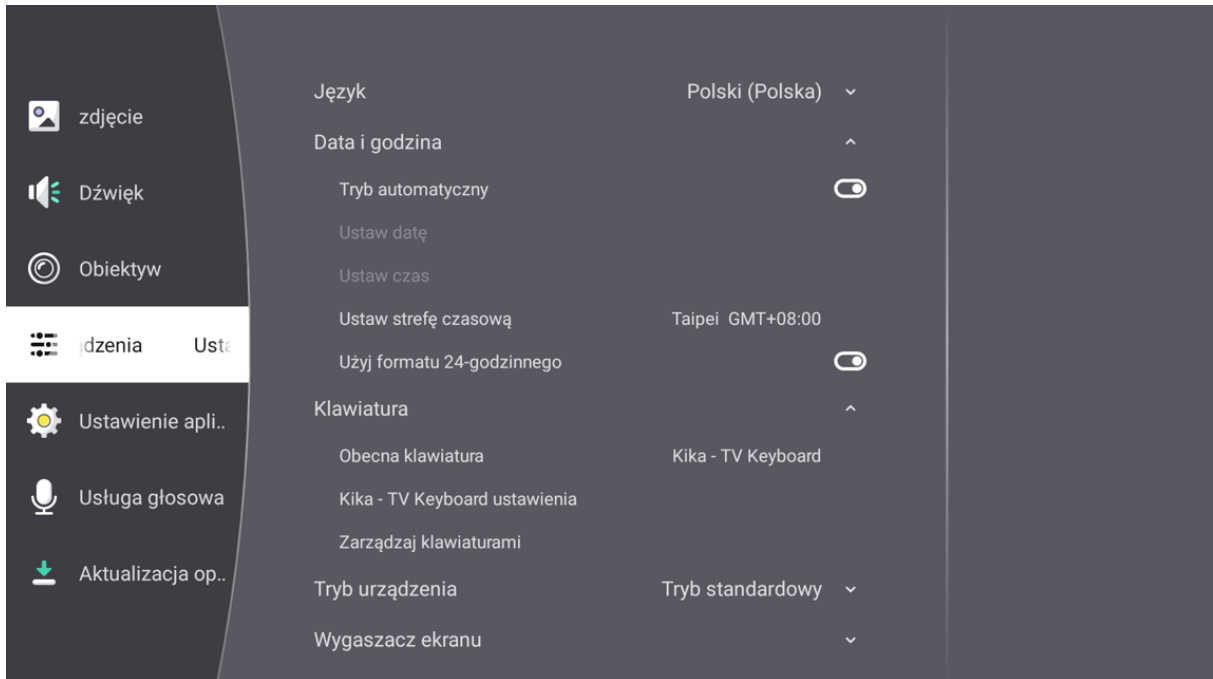 zdjęcie
Dźwięk
Obiektyw
dzenia Usta
Ustawienie apli..
Usługa głosowa
Aktualizacja op..
Język Polski (Polska)
Data i godzina
Tryb automatyczny
Ustaw datę
Ustaw czas
Ustaw strefę czasową Taipei GMT+08:00
Użyj formatu 24-godzinnego
Klawiatura
Obecna klawiatura Kika - TV Keyboard
Kika - TV Keyboard ustawienia
Zarządzaj klawiaturami
Tryb urządzenia Tryb standardowy
Wygaszacz ekranu